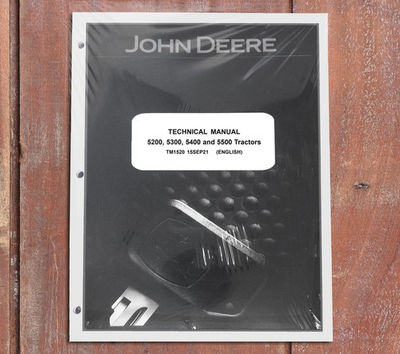 JOHN DEERE
TECHNICAL MANUAL
5200, 5300, 5400 and 5500 Tractors
TM1520 15SEP21 (ENGLISH)